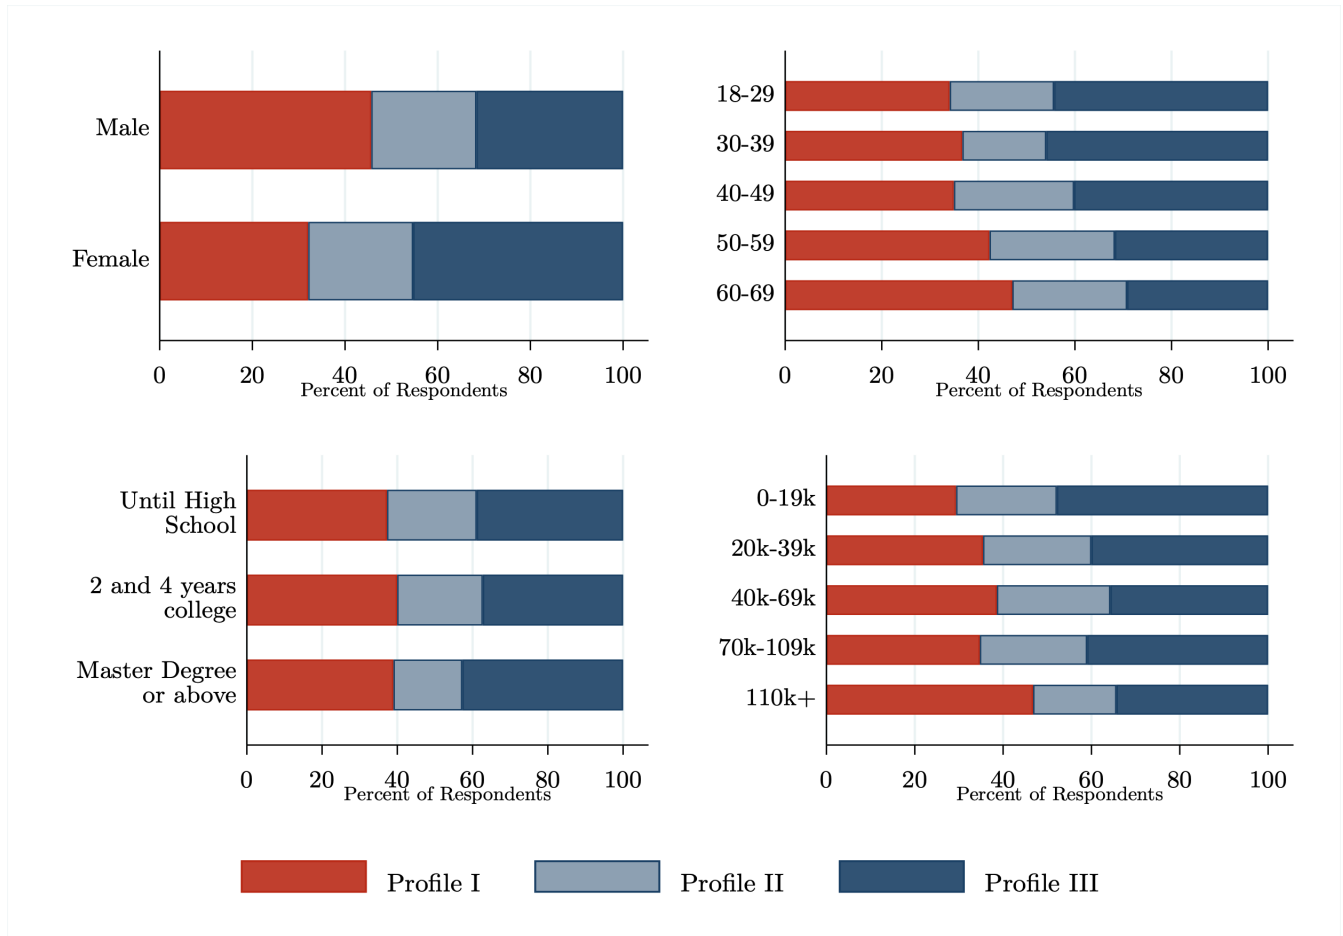 Male
Female
0 20 40 60 80 100
Percent of Respondents
18-29
30-39
40-49
50-59
60-69
0 20 40 60 80 100
Percent of Respondents
Until High
School
2 and 4 years
college
Master Degree
or above
0 20 40 60 80 100
Percent of Respondents
0-19k
20k-39k
40k-69k
70k-109k
110k+
0 20 40 60 80 100
Percent of Respondents
Profile I Profile II Profile III